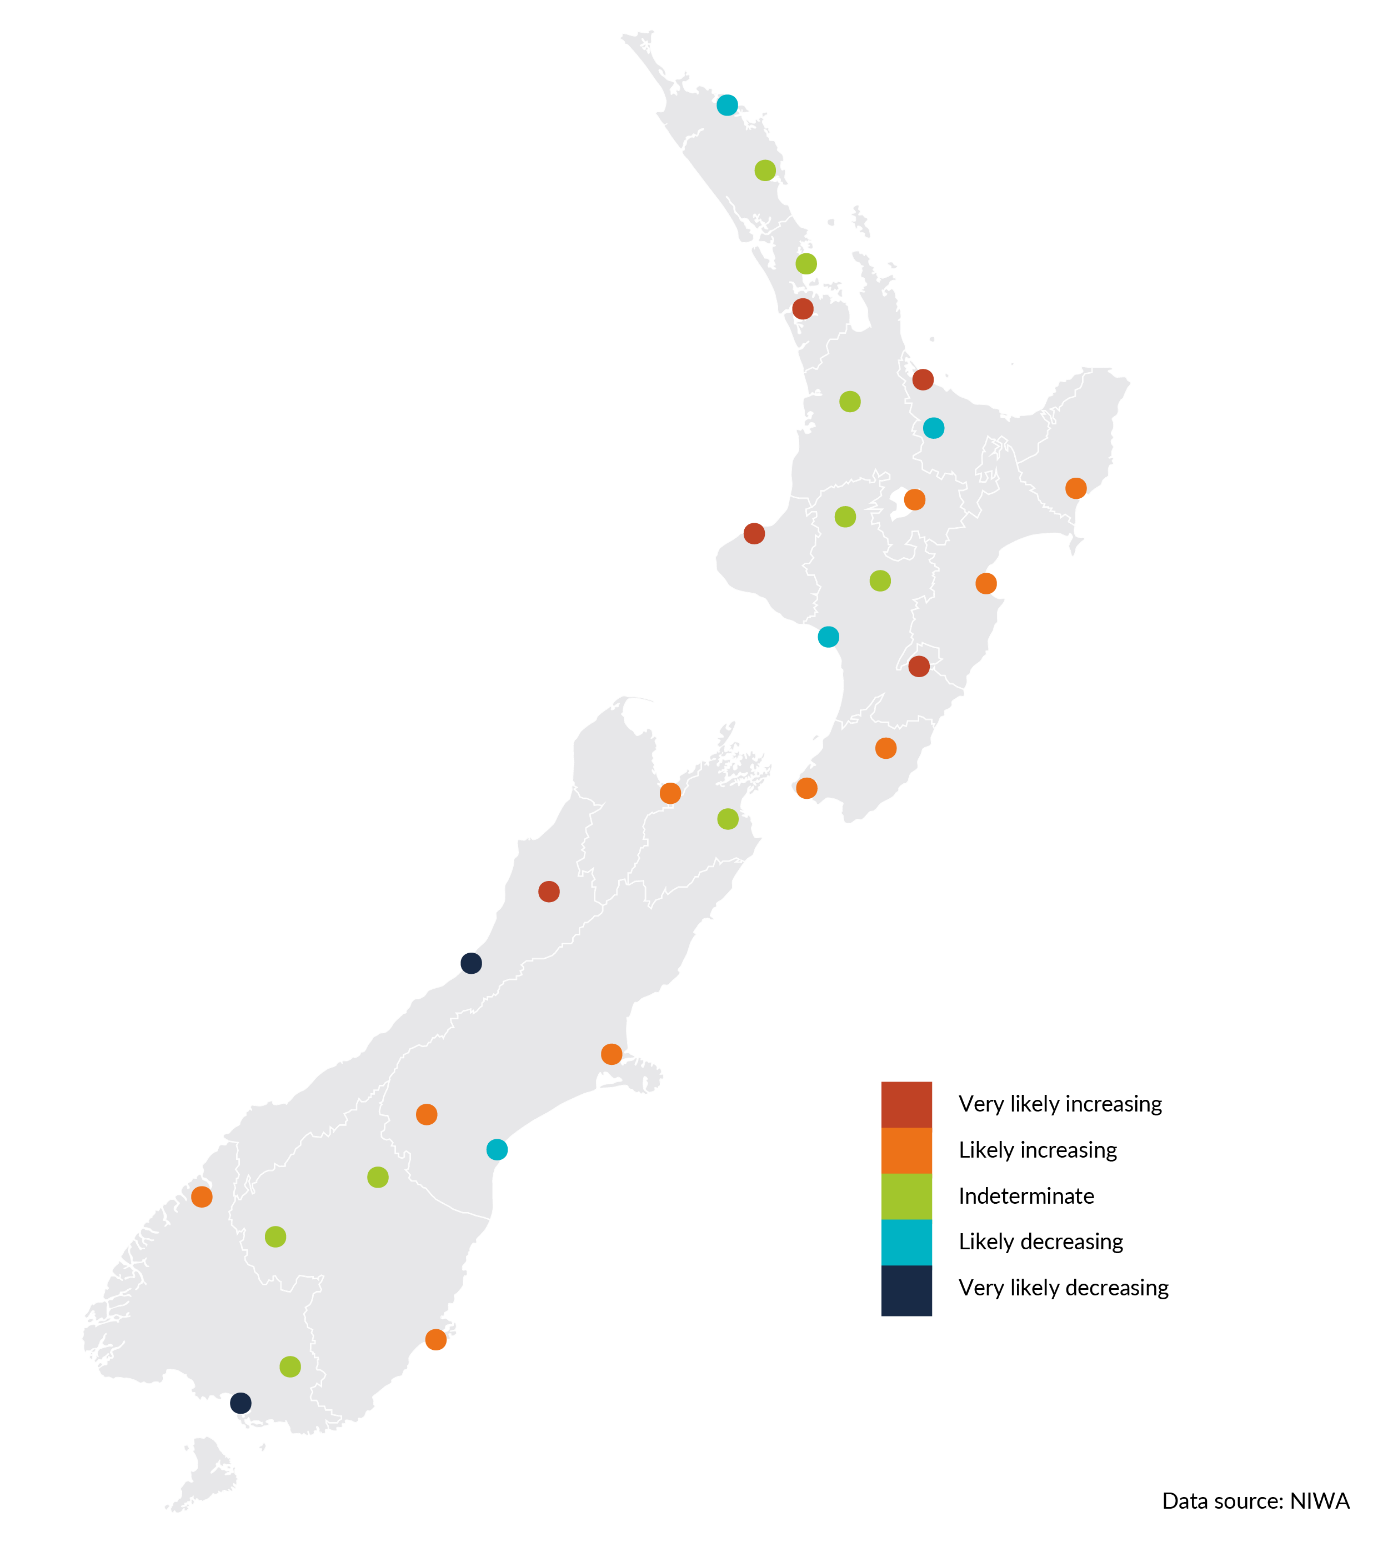 Very likely increasing
Likely increasing
Indeterminate
Likely decreasing
Very likely decreasing
Data source: NIWA